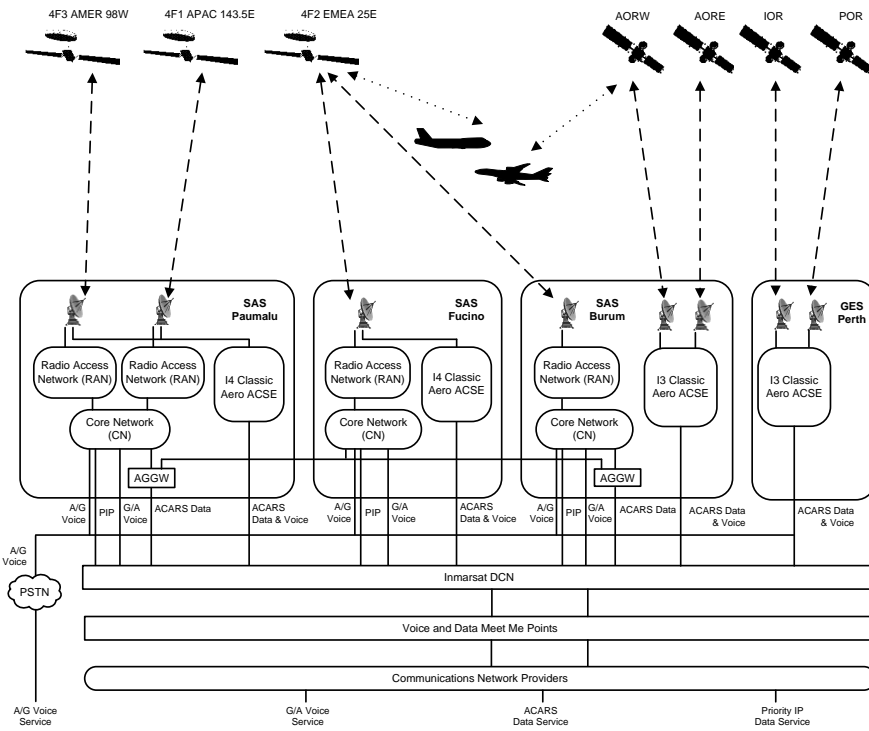 4F3 AMER 98W
4F1 APAC 143.5E
4F2 EMEA 25E
AORW
AORE
IOR
POR
SAS
Paumalu
SAS
Fucino
SAS
Burum
GES
Perth
Radio Access
Network (RAN)
Radio Access
Network (RAN)
I4 Classic
Aero ACSE
Radio Access
Network (RAN)
I4 Classic
Aero ACSE
Radio Access
Network (RAN)
I3 Classic
Aero ACSE
I3 Classic
Aero ACSE
Core Network
(CN)
Core Network
(CN)
Core Network
(CN)
AGGW
AGGW
A/G
Voice
PIP
G/A
Voice
ACARS Data
ACARS
Data & Voice
A/G
Voice
PIP
G/A
Voice
ACARS
Data & Voice
A/G
Voice
PIP
G/A
Voice
ACARS Data
ACARS Data
& Voice
ACARS Data
& Voice
A/G
Voice
PSTN
Inmarsat DCN
Voice and Data Meet Me Points
Communications Network Providers
A/G Voice
Service
G/A Voice
Service
ACARS
Data Service
Priority IP
Data Service